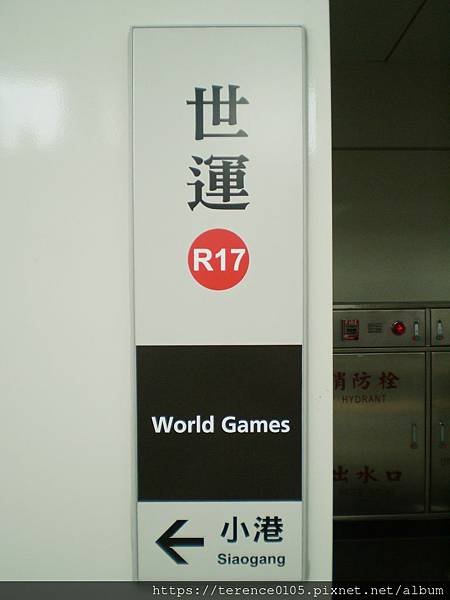 世運
R17
World Games
小港
Siaogang
消防栓
HYDRANT
出水口
https://terence0105.pixnet.net/album